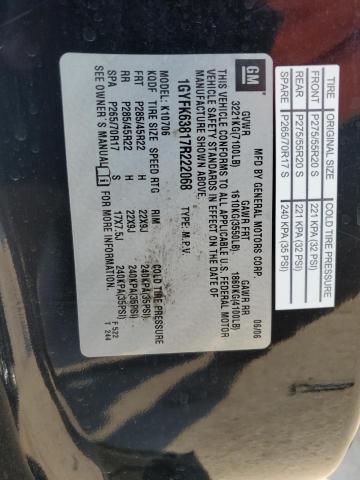 GM
MFD BY GENERAL MOTORS CORP.
06/06
GVWR
GAWR FRT
GAWR RR
3221KG(7100LB)
1610KG(3550LB)
1860KG(4100LB)
THIS VEHICLE CONFORMS TO ALL APPLICABLE U.S. FEDERAL MOTOR
VEHICLE SAFETY STANDARDS IN EFFECT ON THE DATE OF
1GYFK63817R222068
TYPE: M.P.V.
MODEL: K10706
KODF TIRE SIZE SPEED RTG RIM COLD TIRE PRESSURE
FRT P285/45R22 H 22X9J 240KPA(35PSI)
RR P285/45R22 H 22X9J 240KPA(35PSI)
SPA P265/70R17 17X7.5J 240KPA(35PSI)
SEE OWNER'S MANUAL FOR MORE INFORMATION.
F 522
T 244
TIRE ORIGINAL SIZE COLD TIRE
FRONT P275/55R20 S 221 KPA (32 PSI)
REAR P275/55R20 S 221 KPA (32 PSI)
SPARE P265/70R17 S 240 KPA (35 PSI)